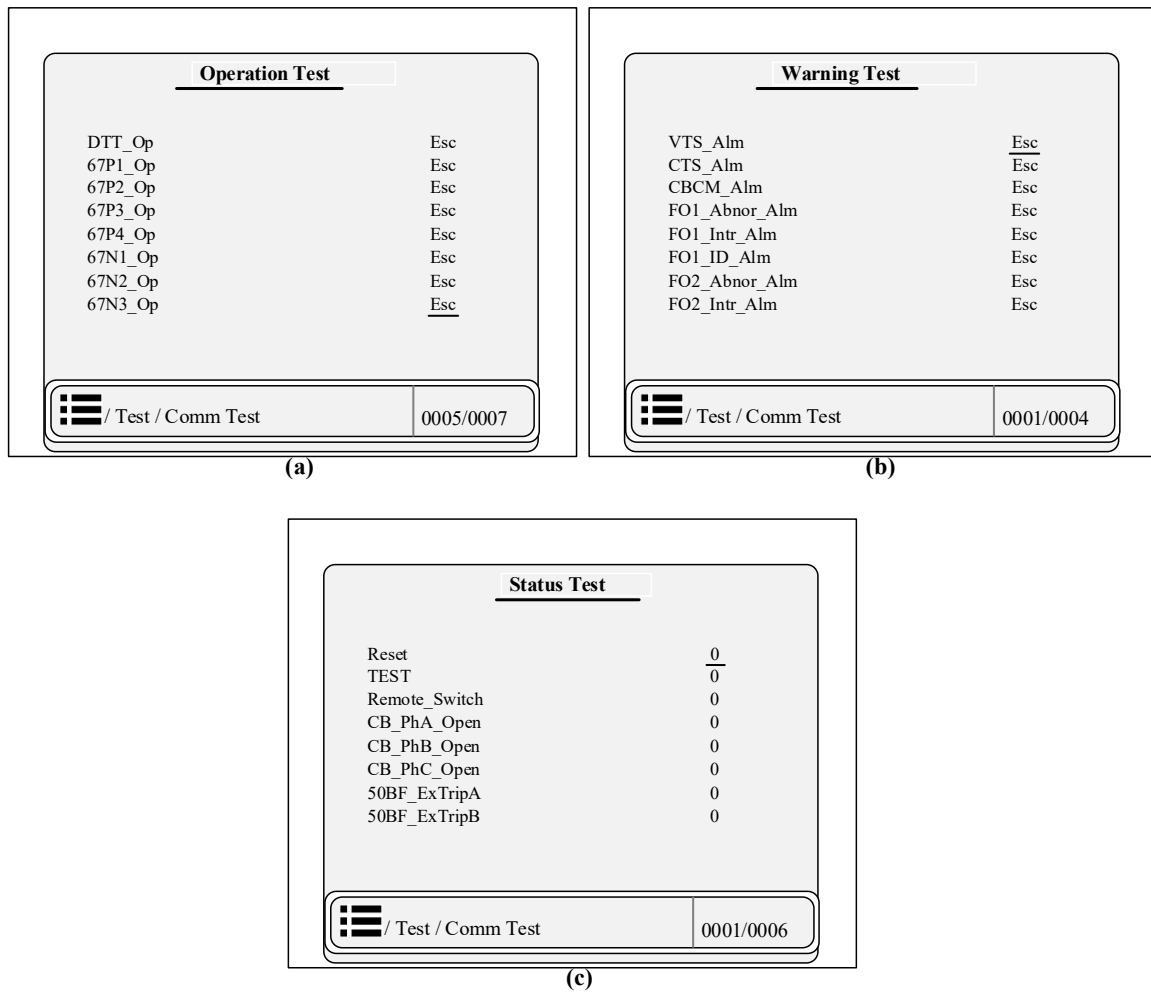 Operation Test
DTT_Op Esc
67P1_Op Esc
67P2_Op Esc
67P3_Op Esc
67P4_Op Esc
67N1_Op Esc
67N2_Op Esc
67N3_Op Esc
/ Test / Comm Test 0005/0007
(a)
Warning Test
VTS_Alm Esc
CTS_Alm Esc
CBCM_Alm Esc
FO1_Abnor_Alm Esc
FO1_Intr_Alm Esc
FO1_ID_Alm Esc
FO2_Abnor_Alm Esc
FO2_Intr_Alm Esc
/ Test / Comm Test 0001/0004
(b)
Status Test
Reset 0
TEST 0
Remote_Switch 0
CB_PhA_Open 0
CB_PhB_Open 0
CB_PhC_Open 0
50BF_ExTripA 0
50BF_ExTripB 0
/ Test / Comm Test 0001/0006
(c)